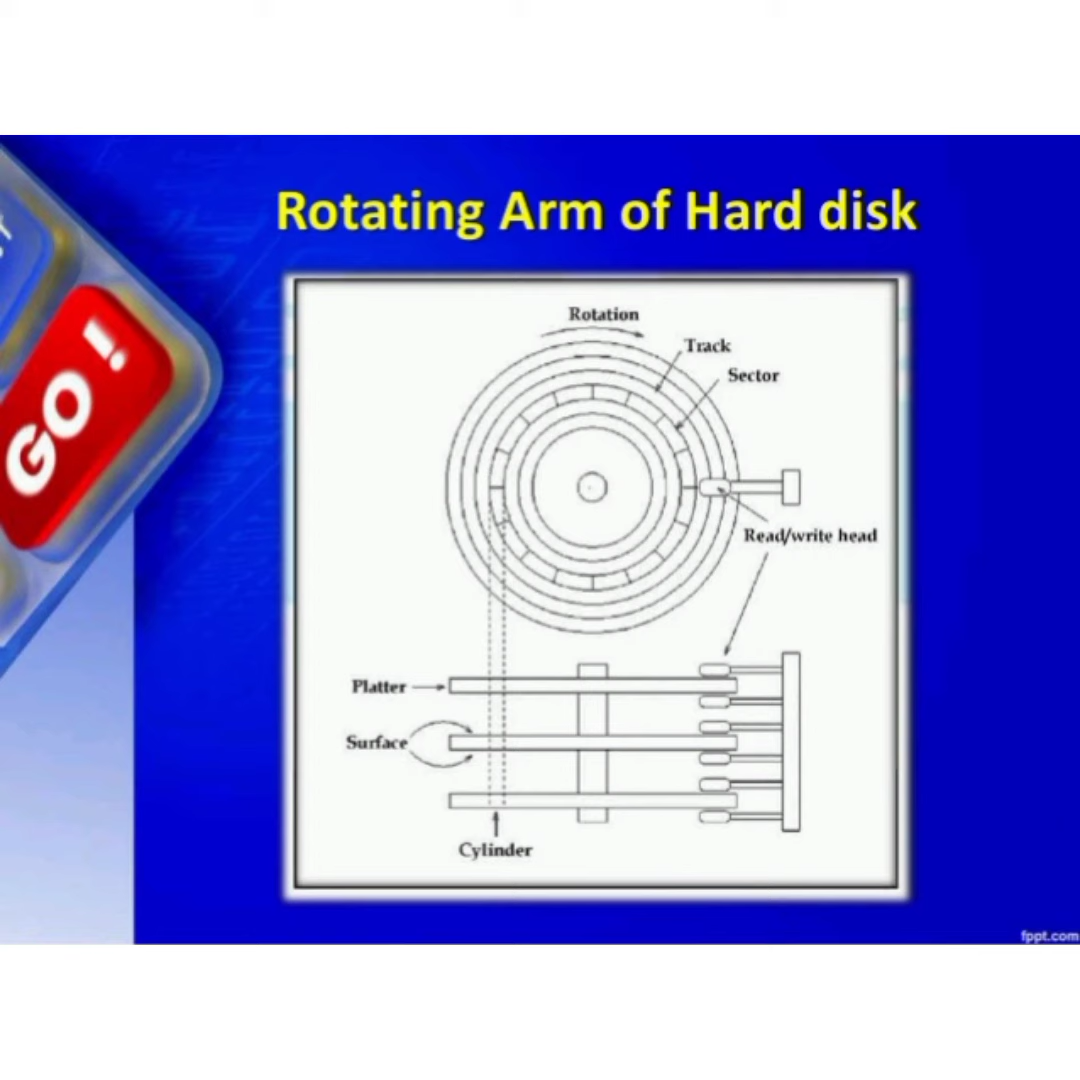 Rotating Arm of Hard disk
GO !
Rotation
Track
Sector
Read/write head
Platter
Surface
Cylinder
fppt.com